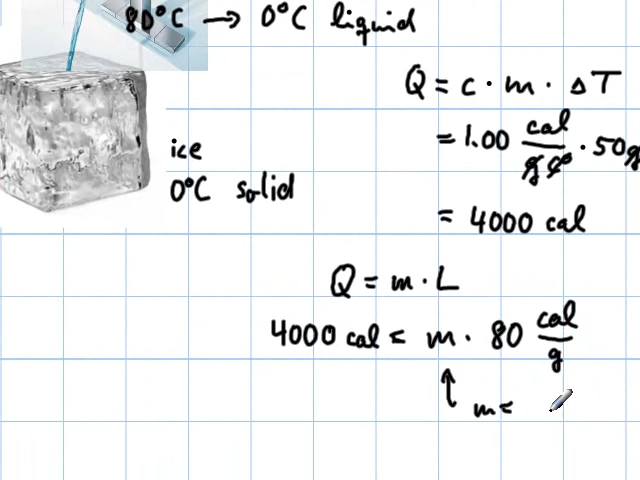 80°C → 0°C liquid
Q = c · m · ΔT
= 1.00 cal/g c° · 50g
ice
0°C solid
= 4000 cal
Q = m · L
4000 cal = m · 80 cal/g
↑ m =